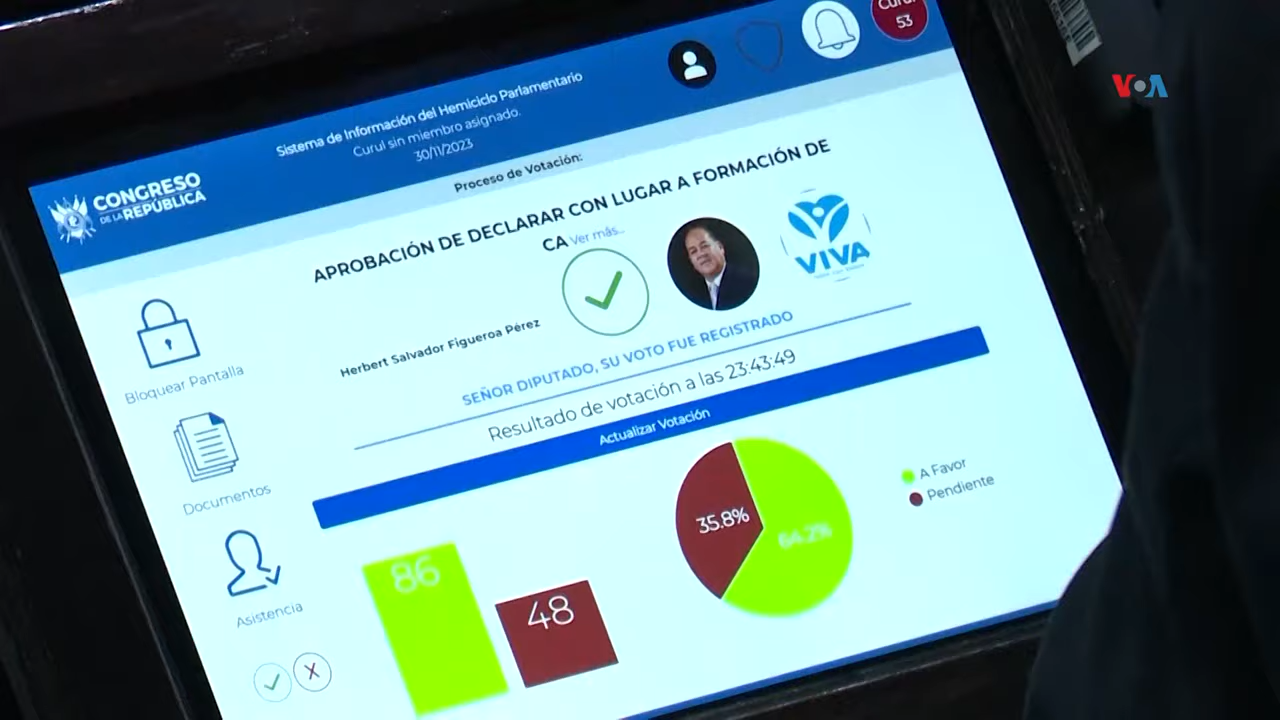 VOA
Curul
53
Sistema de Información del Hemiciclo Parlamentario
Curul sin miembro asignado.
30/11/2023
CONGRESO
DE LA REPÚBLICA
Proceso de Votación:
APROBACIÓN DE DECLARAR CON LUGAR A FORMACIÓN DE
CA Ver más...
VIVA
Herbert Salvador Figueroa Pérez
SEÑOR DIPUTADO, SU VOTO FUE REGISTRADO
Resultado de votación a las 23:43:49
Actualizar Votación
Bloquear Pantalla
Documentos
Asistencia
86
48
35.8%
64.2%
A Favor
Pendiente